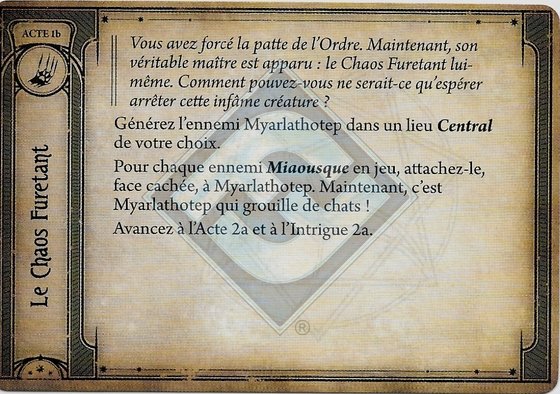 ACTE 1b
Le Chaos Furetant
Vous avez forcé la patte de l'Ordre. Maintenant, son
véritable maître est apparu : le Chaos Furetant lui-
même. Comment pouvez-vous ne serait-ce qu'espérer
arrêter cette infâme créature ?
Générez l'ennemi Myarlathotep dans un lieu Central
de votre choix.
Pour chaque ennemi Miaousque en jeu, attachez-le,
face cachée, à Myarlathotep. Maintenant, c'est
Myarlathotep qui grouille de chats !
Avancez à l'Acte 2a et à l'Intrigue 2a.
®